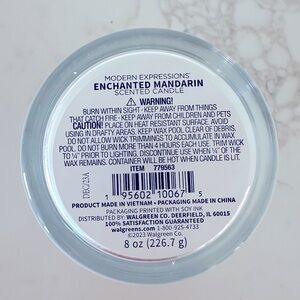 MODERN EXPRESSIONS®
ENCHANTED MANDARIN
SCENTED CANDLE
⚠ WARNING!
BURN WITHIN SIGHT - KEEP AWAY FROM THINGS
THAT CATCH FIRE - KEEP AWAY FROM CHILDREN AND PETS
CAUTION! PLACE ON HEAT RESISTANT SURFACE. AVOID
USING IN DRAFTY AREAS. KEEP WAX POOL CLEAR OF DEBRIS.
DO NOT ALLOW WICK TRIMMINGS TO ACCUMULATE IN WAX
POOL. DO NOT BURN MORE THAN 4 HOURS EACH USE. TRIM WICK
TO ¼" PRIOR TO LIGHTING. DISCONTINUE USE WHEN ¼" OF THE
WAX REMAINS. CONTAINER WILL BE HOT WHEN CANDLE IS LIT.
ITEM 779563
DEG223A
1 95602 10067 5
PRODUCT MADE IN VIETNAM • PACKAGING MADE IN CHINA
PACKAGING PRINTED WITH SOY INK
DISTRIBUTED BY: WALGREEN CO. DEERFIELD, IL 60015
100% SATISFACTION GUARANTEED
walgreens.com 1-800-925-4733
©2023 Walgreen Co.
8 oz (226.7 g)